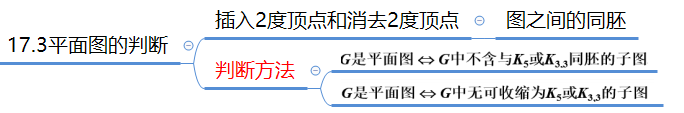 17.3平面图的判断
插入2度顶点和消去2度顶点
图之间的同胚
判断方法
G是平面图⇔G中不含与K5或K3,3同胚的子图
G是平面图⇔G中无可收缩为K5或K3,3的子图